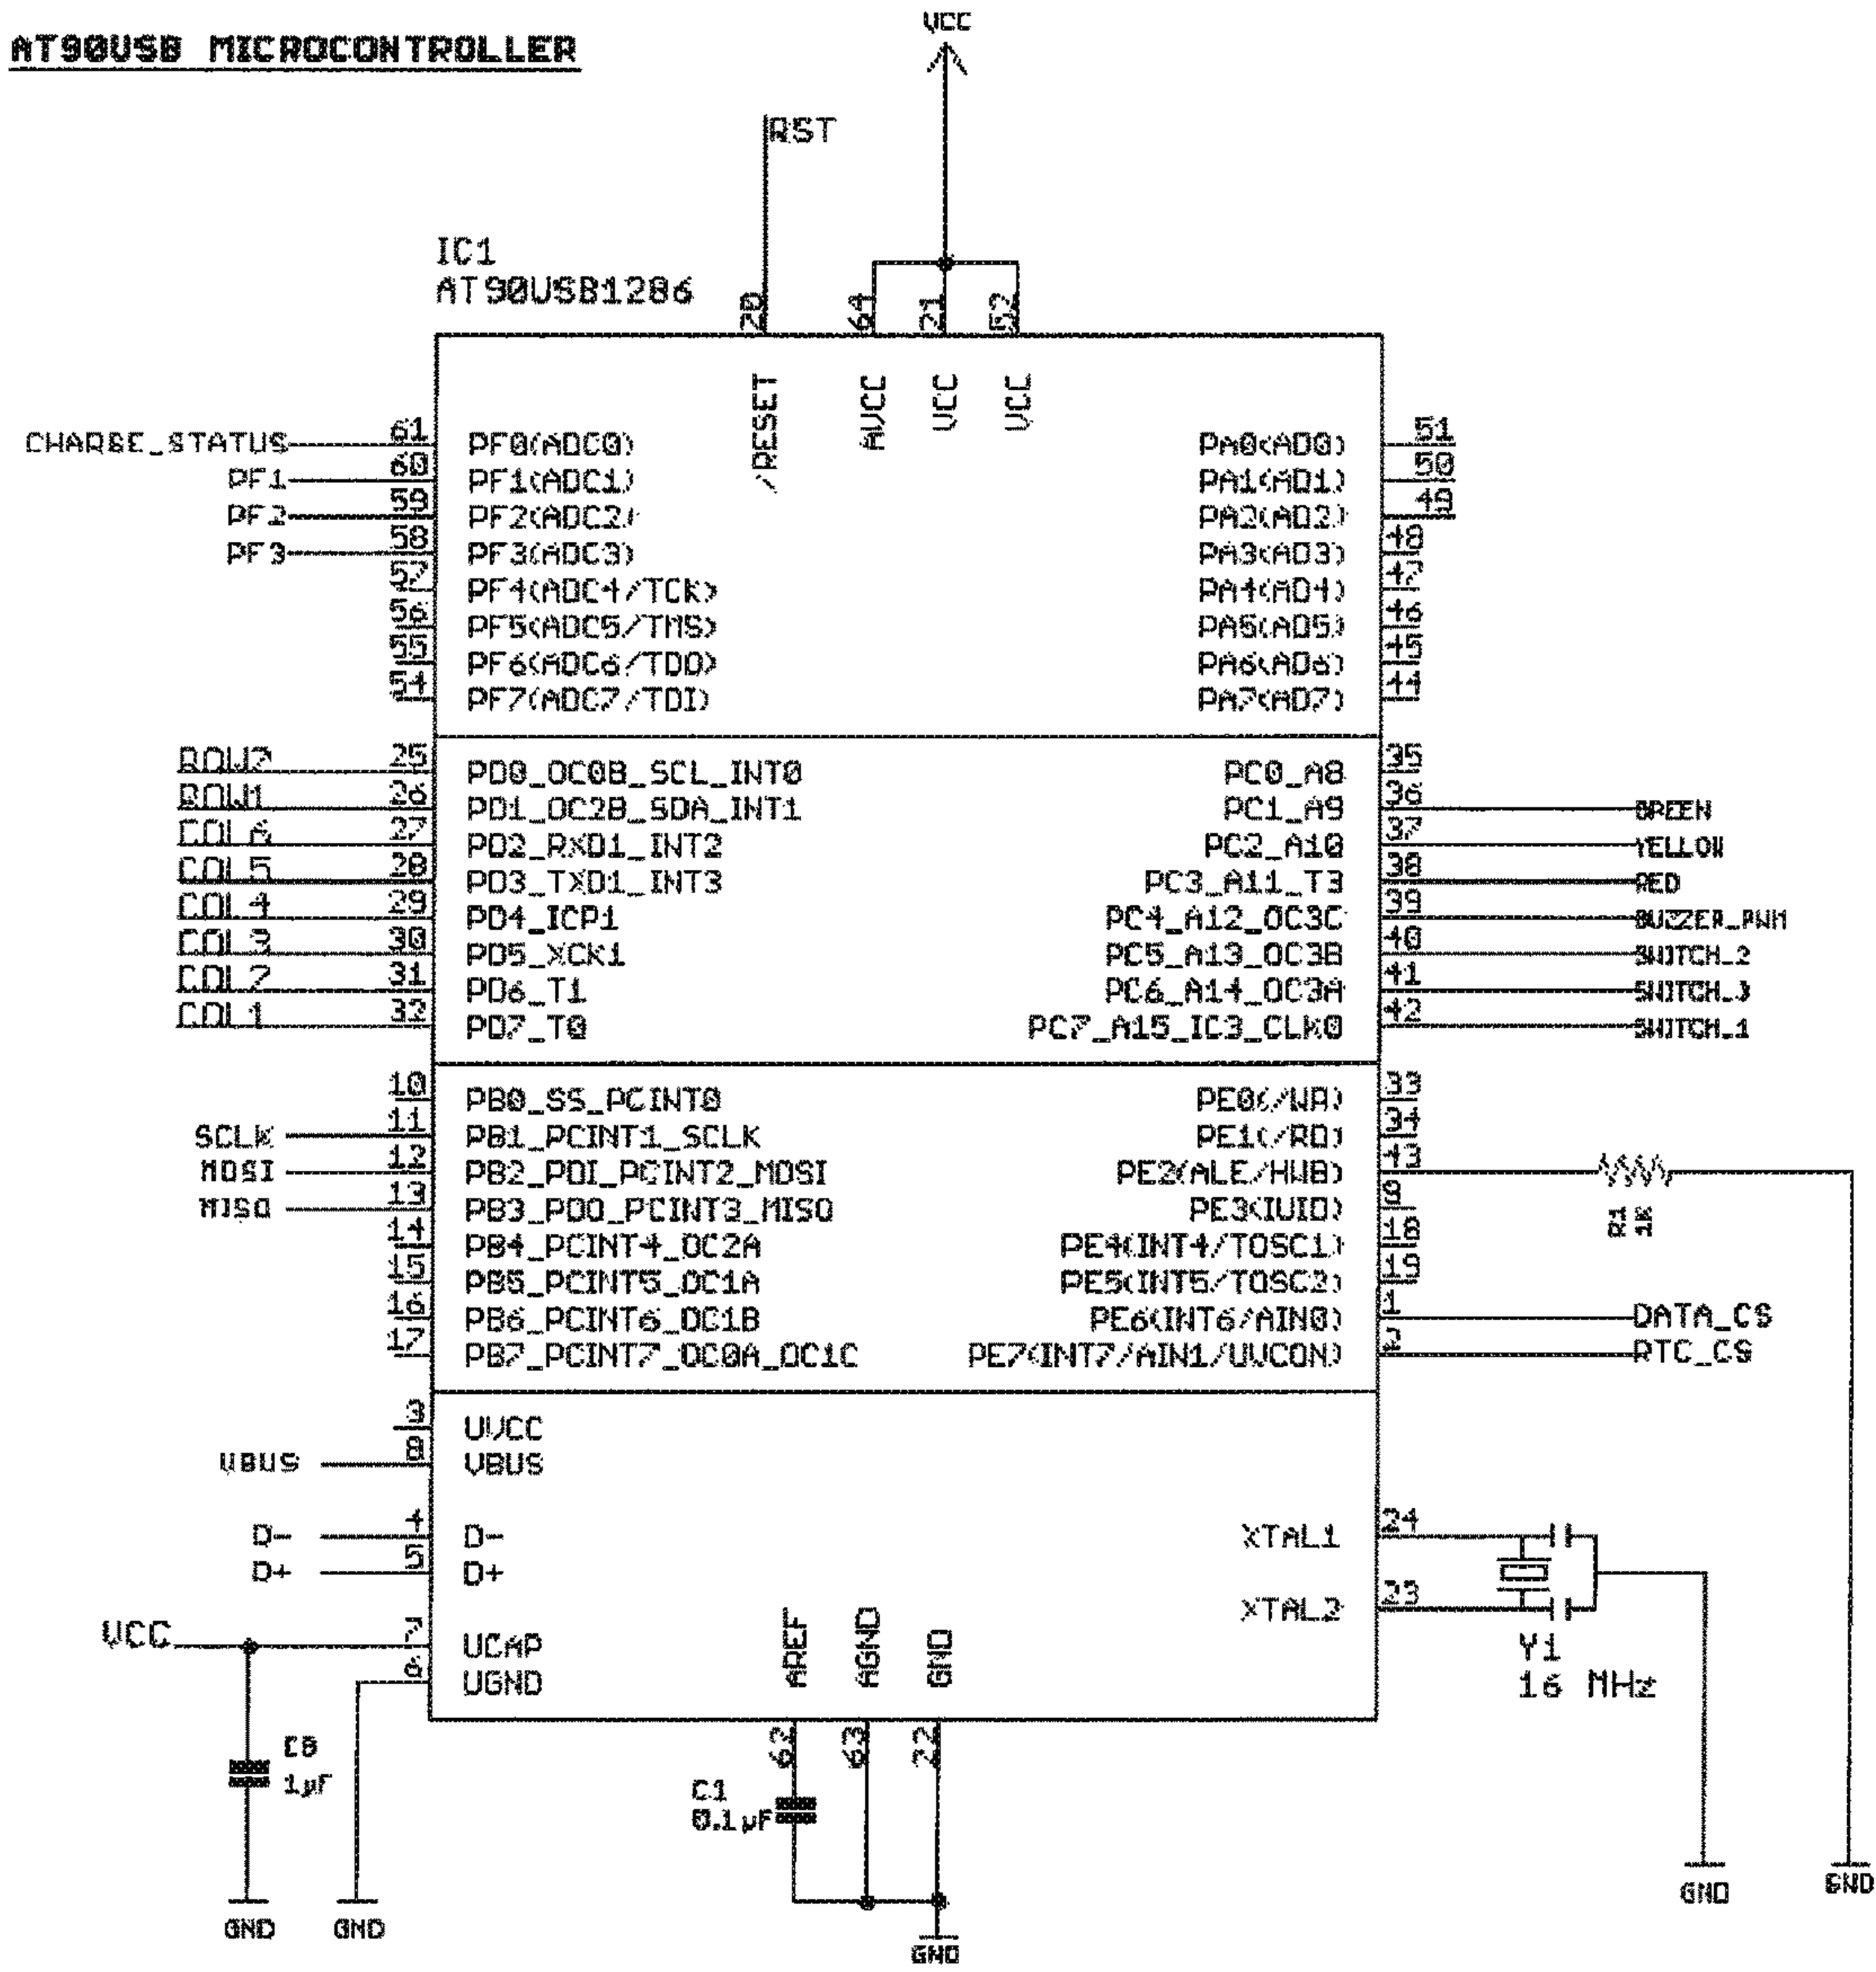 AT90USB MICROCONTROLLER
VCC
RST
IC1
AT90USB1286
20 64 21 52
/RESET AVCC VCC VCC
CHARGE_STATUS 61 PF0(ADC0) PA0(AD0) 51
PF1 60 PF1(ADC1) PA1(AD1) 50
PF2 59 PF2(ADC2) PA2(AD2) 49
PF3 58 PF3(ADC3) PA3(AD3) 48
57 PF4(ADC4/TCK) PA4(AD4) 47
56 PF5(ADC5/TMS) PA5(AD5) 46
55 PF6(ADC6/TDO) PA6(AD6) 45
54 PF7(ADC7/TDI) PA7(AD7) 44
ROW2 25 PD0_OC0B_SCL_INT0 PC0_A8 35
ROW1 26 PD1_OC2B_SDA_INT1 PC1_A9 36 GREEN
COL6 27 PD2_RXD1_INT2 PC2_A10 37 YELLOW
COL5 28 PD3_TXD1_INT3 PC3_A11_T3 38 RED
COL4 29 PD4_ICP1 PC4_A12_OC3C 39 BUZZER_PWM
COL3 30 PD5_XCK1 PC5_A13_OC3B 40 SWITCH_2
COL2 31 PD6_T1 PC6_A14_OC3A 41 SWITCH_3
COL1 32 PD7_T0 PC7_A15_IC3_CLK0 42 SWITCH_1
10 PB0_SS_PCINT0 PE0(/WR) 33
SCLK 11 PB1_PCINT1_SCLK PE1(/RD) 34
MOSI 12 PB2_PDI_PCINT2_MOSI PE2(ALE/HWB) 43
MISO 13 PB3_PDO_PCINT3_MISO PE3(IUID) 9
R1
1K
14 PB4_PCINT4_OC2A PE4(INT4/TOSC1) 18
15 PB5_PCINT5_OC1A PE5(INT5/TOSC2) 19
16 PB6_PCINT6_OC1B PE6(INT6/AIN0) 1 DATA_CS
17 PB7_PCINT7_OC0A_OC1C PE7(INT7/AIN1/UVCON) 2 RTC_CS
3 UVCC
VBUS 8 VBUS
D- 4 D- XTAL1 24
D+ 5 D+
XTAL2 23
VCC 7 UCAP
6 UGND
AREF AGND GND
Y1
16 MHz
62 63 22
C8
1µF
C1
0.1µF
GND GND GND GND GND